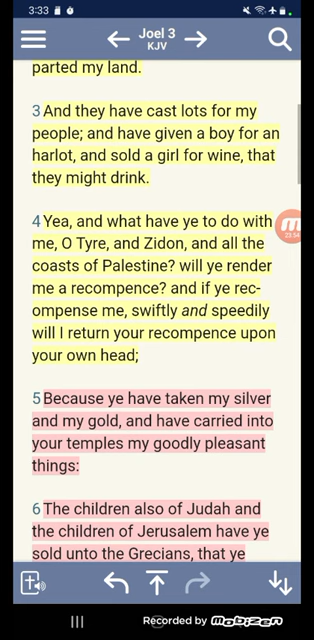 3:33
Joel 3
KJV
parted my land.
3 And they have cast lots for my
people; and have given a boy for an
harlot, and sold a girl for wine, that
they might drink.
4 Yea, and what have ye to do with
me, O Tyre, and Zidon, and all the
coasts of Palestine? will ye render
me a recompence? and if ye rec-
ompense me, swiftly and speedily
will I return your recompence upon
your own head;
5 Because ye have taken my silver
and my gold, and have carried into
your temples my goodly pleasant
things:
6 The children also of Judah and
the children of Jerusalem have ye
sold unto the Grecians, that ye
Recorded by mobizen